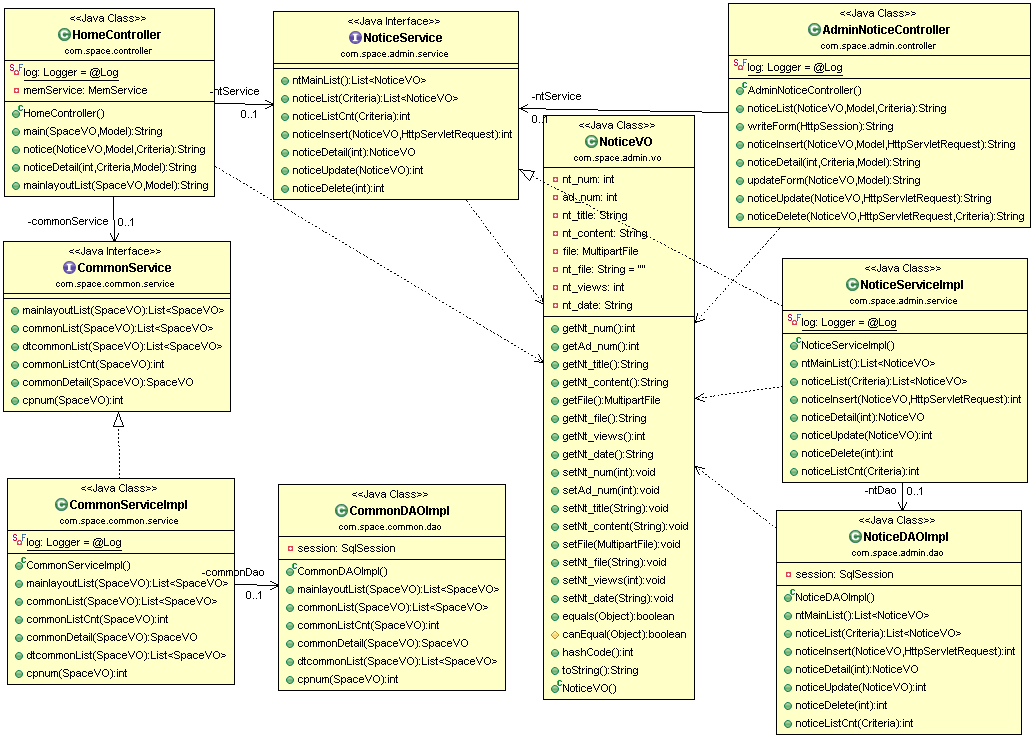 <<Java Class>>
HomeController
com.space.controller
log: Logger = @Log
memService: MemService
HomeController()
main(SpaceVO,Model):String
notice(NoticeVO,Model,Criteria):String
noticeDetail(int,Criteria,Model):String
mainlayoutList(SpaceVO,Model):String
-ntService
0..1
<<Java Interface>>
NoticeService
com.space.admin.service
ntMainList():List<NoticeVO>
noticeList(Criteria):List<NoticeVO>
noticeListCnt(Criteria):int
noticeInsert(NoticeVO,HttpServletRequest):int
noticeDetail(int):NoticeVO
noticeUpdate(NoticeVO):int
noticeDelete(int):int
-ntService
0..1
<<Java Class>>
AdminNoticeController
com.space.admin.controller
log: Logger = @Log
AdminNoticeController()
noticeList(NoticeVO,Model,Criteria):String
writeForm(HttpSession):String
noticeInsert(NoticeVO,Model,HttpServletRequest):String
noticeDetail(int,Criteria,Model):String
updateForm(NoticeVO,Model):String
noticeUpdate(NoticeVO,HttpServletRequest):String
noticeDelete(NoticeVO,HttpServletRequest,Criteria):String
<<Java Class>>
NoticeVO
com.space.admin.vo
nt_num: int
ad_num: int
nt_title: String
nt_content: String
file: MultipartFile
nt_file: String = ""
nt_views: int
nt_date: String
getNt_num():int
getAd_num():int
getNt_title():String
getNt_content():String
getFile():MultipartFile
getNt_file():String
getNt_views():int
getNt_date():String
setNt_num(int):void
setAd_num(int):void
setNt_title(String):void
setNt_content(String):void
setFile(MultipartFile):void
setNt_file(String):void
setNt_views(int):void
setNt_date(String):void
equals(Object):boolean
canEqual(Object):boolean
hashCode():int
toString():String
NoticeVO()
-commonService
0..1
<<Java Interface>>
CommonService
com.space.common.service
mainlayoutList(SpaceVO):List<SpaceVO>
commonList(SpaceVO):List<SpaceVO>
dtcommonList(SpaceVO):List<SpaceVO>
commonListCnt(SpaceVO):int
commonDetail(SpaceVO):SpaceVO
cpnum(SpaceVO):int
<<Java Class>>
NoticeServiceImpl
com.space.admin.service
log: Logger = @Log
NoticeServiceImpl()
ntMainList():List<NoticeVO>
noticeList(Criteria):List<NoticeVO>
noticeInsert(NoticeVO,HttpServletRequest):int
noticeDetail(int):NoticeVO
noticeUpdate(NoticeVO):int
noticeDelete(int):int
noticeListCnt(Criteria):int
-ntDao
0..1
<<Java Class>>
CommonServiceImpl
com.space.common.service
log: Logger = @Log
CommonServiceImpl()
mainlayoutList(SpaceVO):List<SpaceVO>
commonList(SpaceVO):List<SpaceVO>
commonListCnt(SpaceVO):int
commonDetail(SpaceVO):SpaceVO
dtcommonList(SpaceVO):List<SpaceVO>
cpnum(SpaceVO):int
-commonDao
0..1
<<Java Class>>
CommonDAOImpl
com.space.common.dao
session: SqlSession
CommonDAOImpl()
mainlayoutList(SpaceVO):List<SpaceVO>
commonList(SpaceVO):List<SpaceVO>
commonListCnt(SpaceVO):int
commonDetail(SpaceVO):SpaceVO
dtcommonList(SpaceVO):List<SpaceVO>
cpnum(SpaceVO):int
<<Java Class>>
NoticeDAOImpl
com.space.admin.dao
session: SqlSession
NoticeDAOImpl()
ntMainList():List<NoticeVO>
noticeList(Criteria):List<NoticeVO>
noticeInsert(NoticeVO,HttpServletRequest):int
noticeDetail(int):NoticeVO
noticeUpdate(NoticeVO):int
noticeDelete(int):int
noticeListCnt(Criteria):int